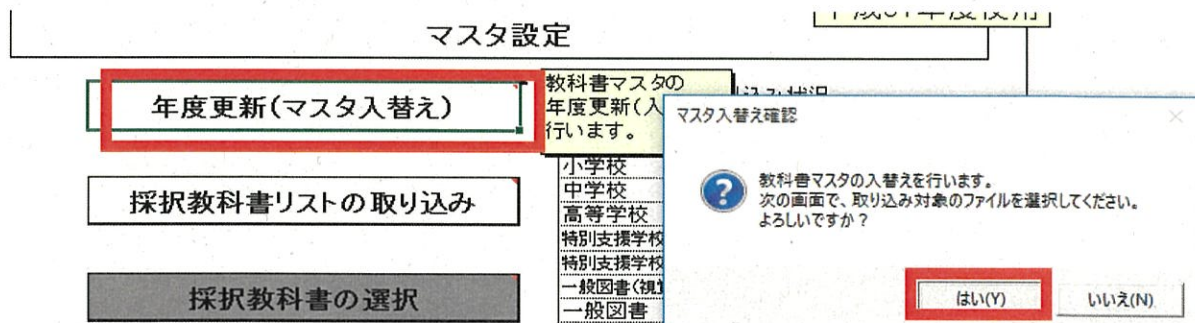 マスタ設定
年度更新(マスタ入替え)
教科書マスタの
年度更新(入
行います。
マスタ入替え確認
教科書マスタの入替えを行います。
次の画面で、取り込み対象のファイルを選択してください。
よろしいですか?
はい(Y)
いいえ(N)
採択教科書リストの取り込み
小学校
中学校
高等学校
特別支援学校
特別支援学校
一般図書(視
一般図書
採択教科書の選択